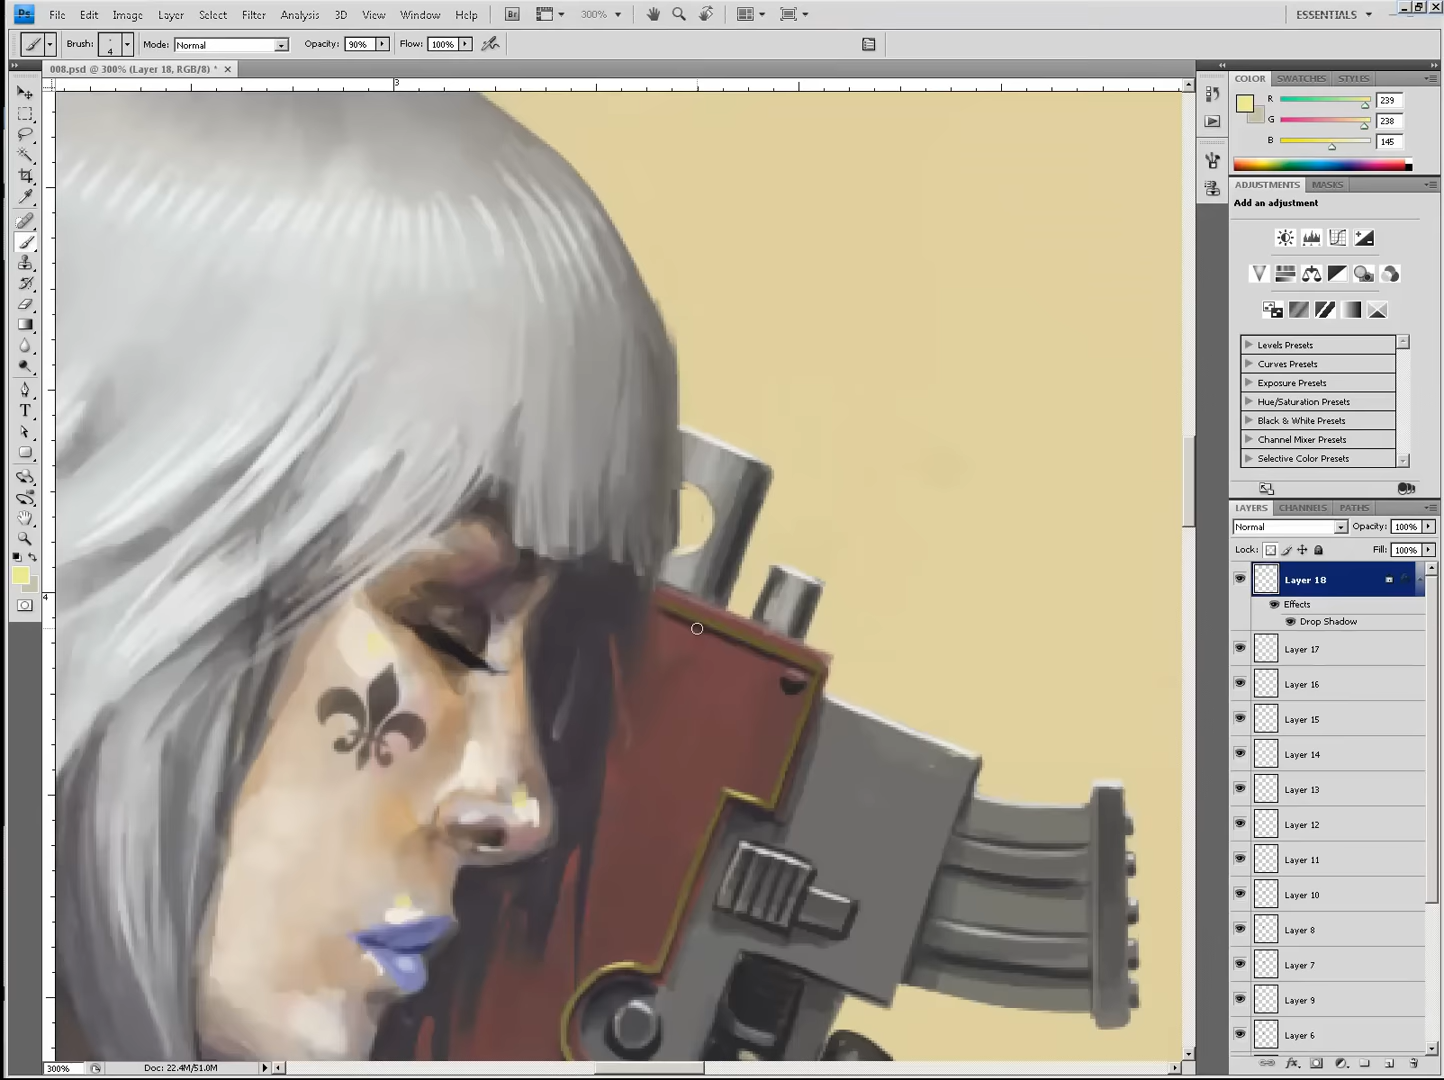 Ps File Edit Image Layer Select Filter Analysis 3D View Window Help Br 300% ESSENTIALS
Brush: 4 Mode: Normal Opacity: 90% Flow: 100%
008.psd @ 300% (Layer 18, RGB/8) *
3
4
COLOR SWATCHES STYLES
R 239
G 238
B 145
ADJUSTMENTS MASKS
Add an adjustment
Levels Presets
Curves Presets
Exposure Presets
Hue/Saturation Presets
Black & White Presets
Channel Mixer Presets
Selective Color Presets
LAYERS CHANNELS PATHS
Normal Opacity: 100%
Lock: Fill: 100%
Layer 18
Effects
Drop Shadow
Layer 17
Layer 16
Layer 15
Layer 14
Layer 13
Layer 12
Layer 11
Layer 10
Layer 8
Layer 7
Layer 9
Layer 6
300% Doc: 22.4M/51.0M